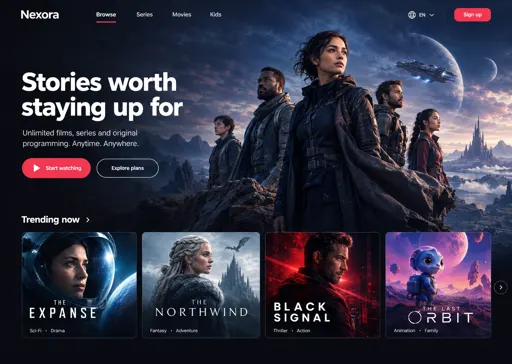 Nexora
Browse
Series
Movies
Kids
EN
Sign up
Stories worth
staying up for
Unlimited films, series and original
programming. Anytime. Anywhere.
Start watching
Explore plans
Trending now
THE
EXPANSE
Sci-Fi • Drama
THE
NORTHWIND
Fantasy • Adventure
BLACK
SIGNAL
Thriller • Action
THE LAST
ORBIT
Animation • Family